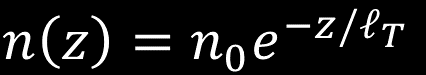 n(z) = n₀e^{-z/ℓ_T}